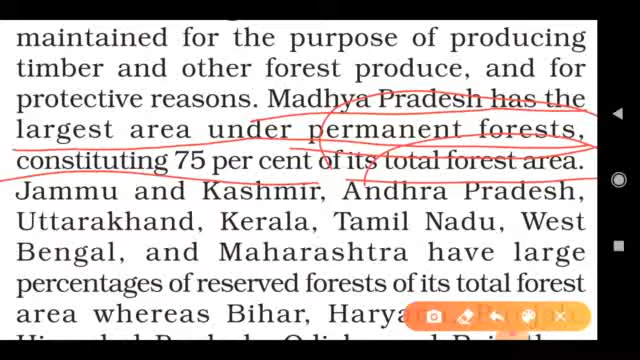 maintained for the purpose of producing
timber and other forest produce, and for
protective reasons. Madhya Pradesh has the
largest area under permanent forests,
constituting 75 per cent of its total forest area.
Jammu and Kashmir, Andhra Pradesh,
Uttarakhand, Kerala, Tamil Nadu, West
Bengal, and Maharashtra have large
percentages of reserved forests of its total forest
area whereas Bihar,